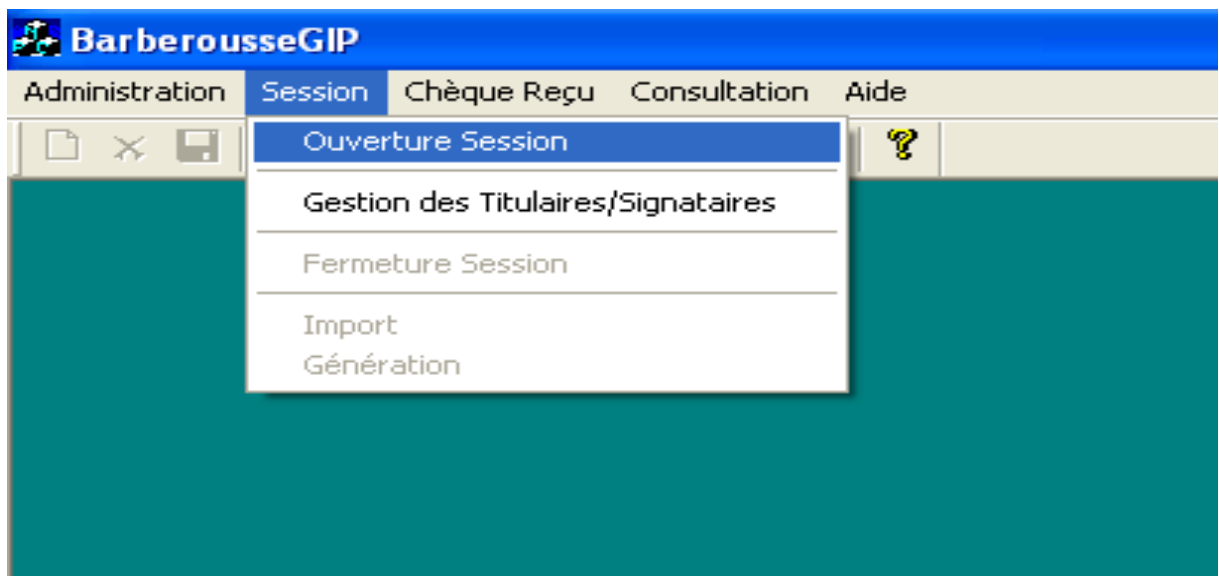 BarberousseGIP
Administration Session Chèque Reçu Consultation Aide
Ouverture Session
Gestion des Titulaires/Signataires
Fermeture Session
Import
Génération